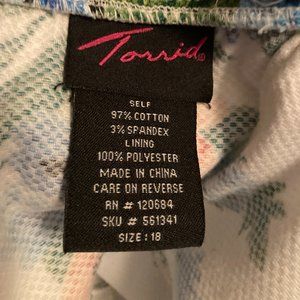 Torrid
SELF
97% COTTON
3% SPANDEX
LINING
100% POLYESTER
MADE IN CHINA
CARE ON REVERSE
RN # 120684
SKU # 561341
SIZE: 18